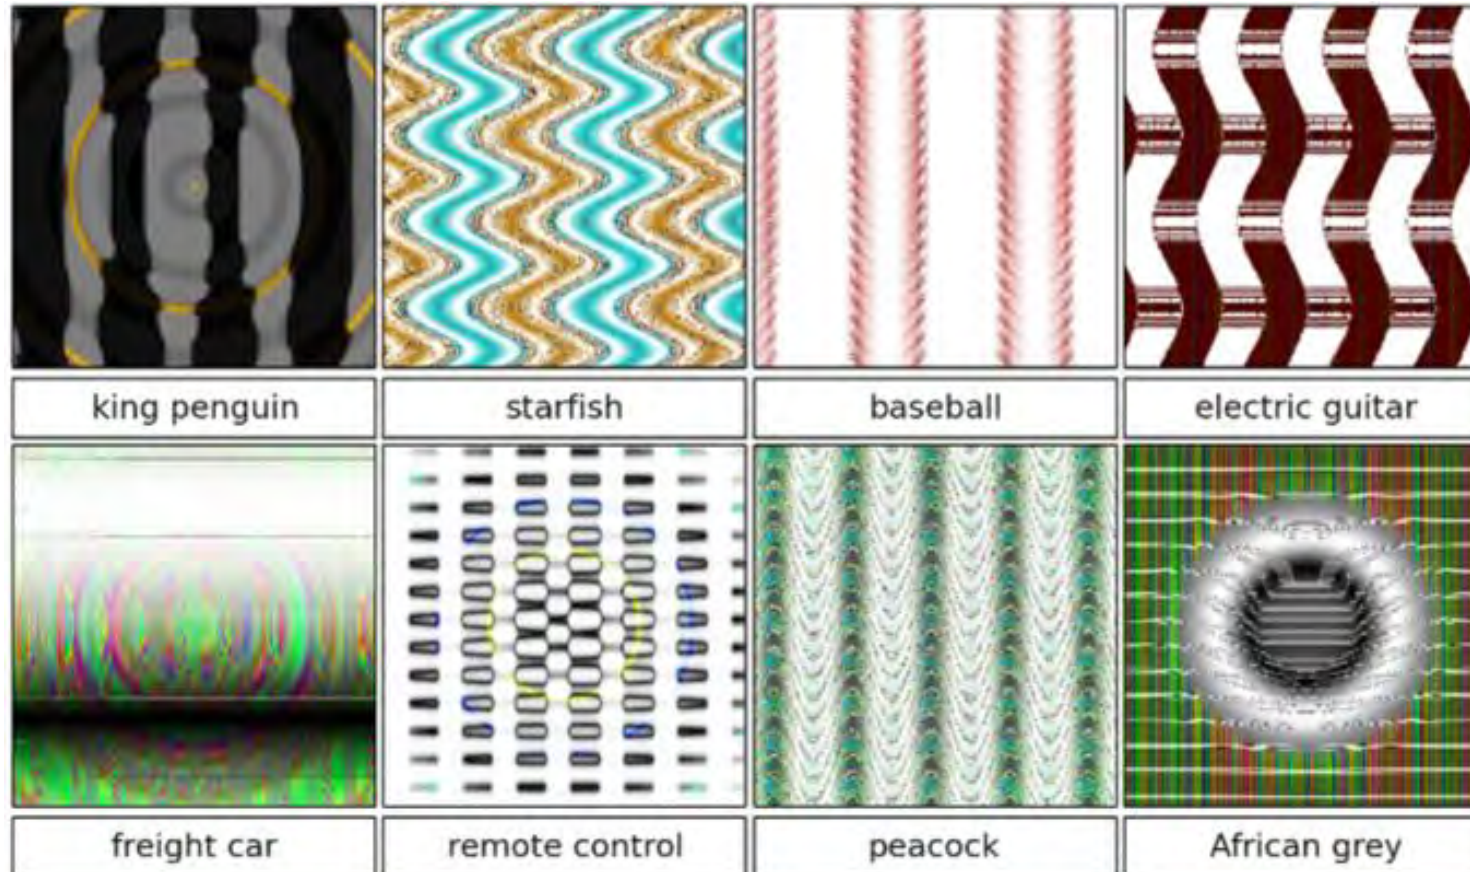 king penguin
starfish
baseball
electric guitar
freight car
remote control
peacock
African grey